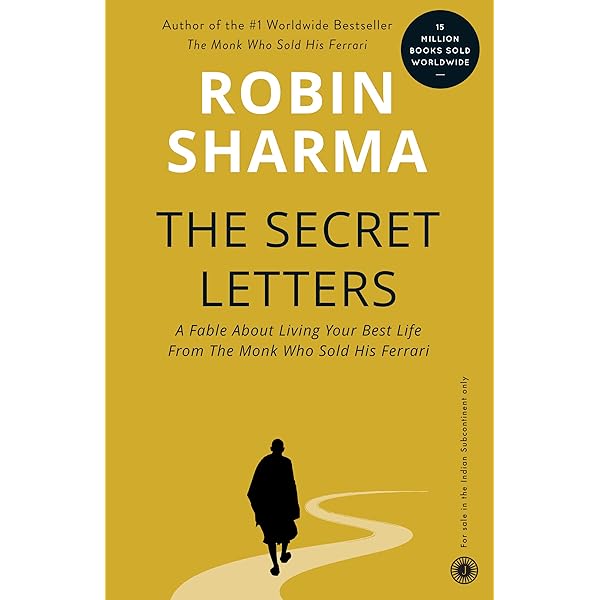 Author of the #1 Worldwide Bestseller
The Monk Who Sold His Ferrari
15
MILLION
BOOKS SOLD
WORLDWIDE
—
ROBIN
SHARMA
THE SECRET
LETTERS
A Fable About Living Your Best Life
From The Monk Who Sold His Ferrari
For sale in the Indian Subcontinent only
J